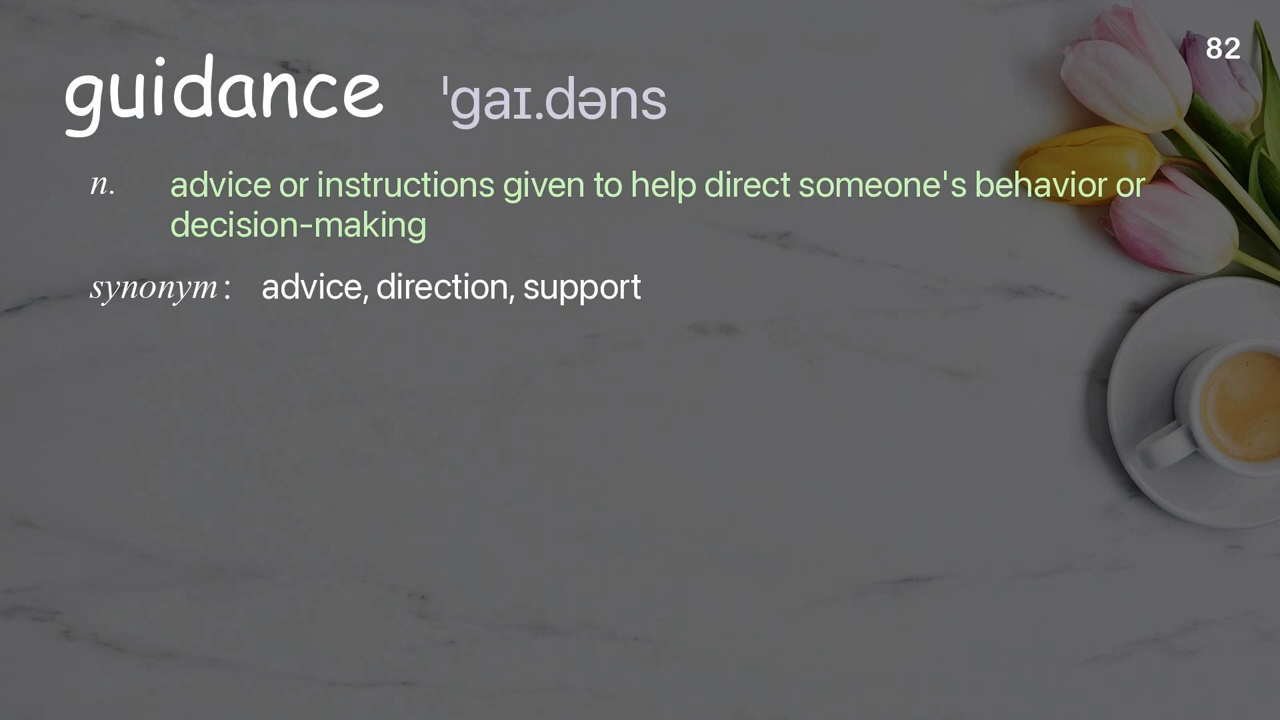 82
guidance ˈɡaɪ.dəns
n. advice or instructions given to help direct someone's behavior or
decision-making
synonym: advice, direction, support